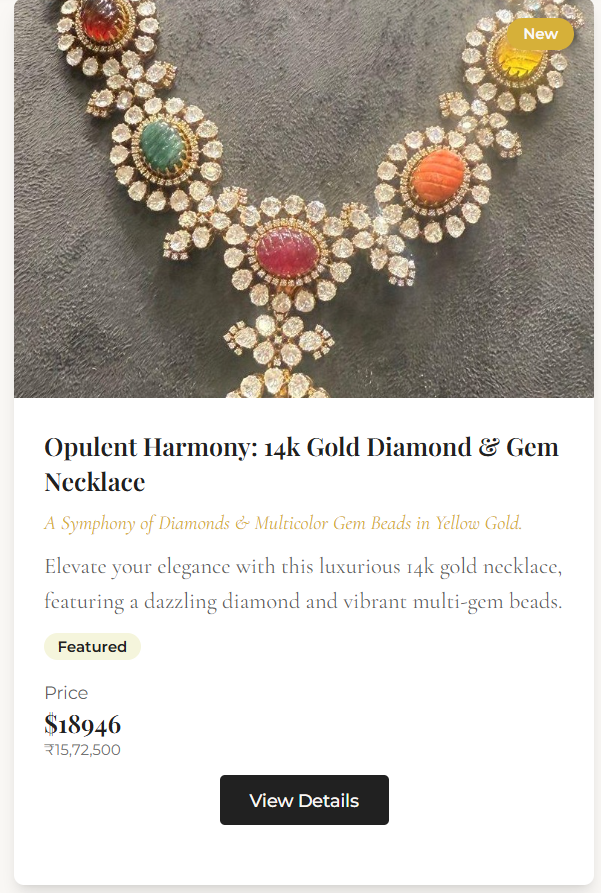 New
Opulent Harmony: 14k Gold Diamond & Gem
Necklace
A Symphony of Diamonds & Multicolor Gem Beads in Yellow Gold.
Elevate your elegance with this luxurious 14k gold necklace,
featuring a dazzling diamond and vibrant multi-gem beads.
Featured
Price
$18946
₹15,72,500
View Details